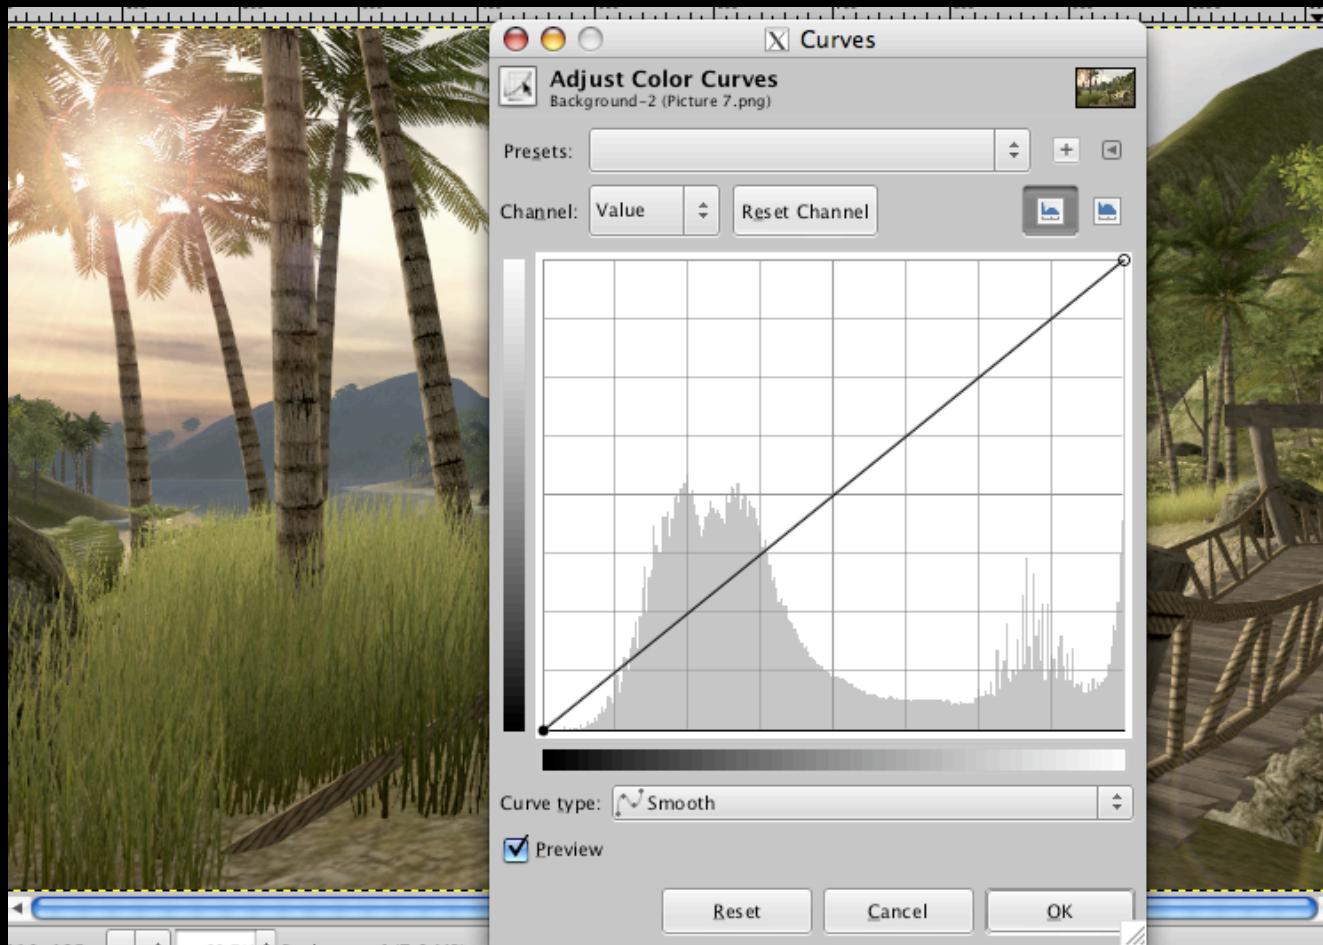 Curves
Adjust Color Curves
Background-2 (Picture 7.png)
Presets:
Channel: Value Reset Channel
Curve type: Smooth
Preview
Reset Cancel OK